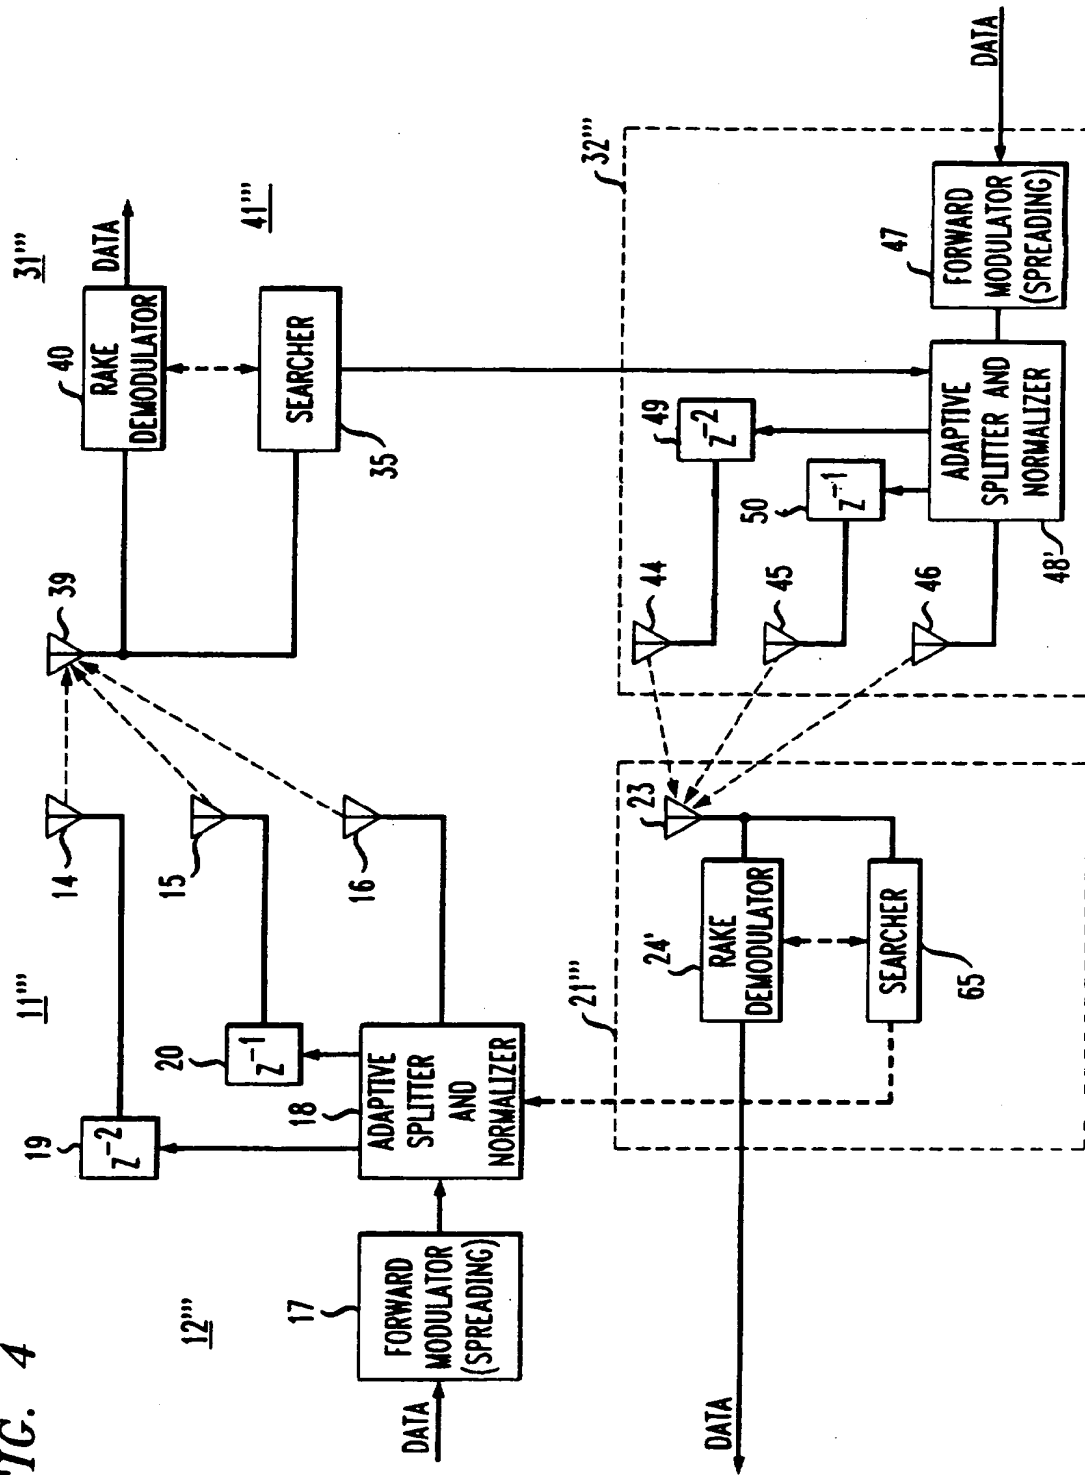 FIG. 4
11'''
12'''
DATA
17
FORWARD
MODULATOR
(SPREADING)
18
ADAPTIVE
SPLITTER
AND
NORMALIZER
19
Z-2
20
Z-1
14
15
16
31'''
39
40
RAKE
DEMODULATOR
DATA
41'''
SEARCHER
35
21'''
23
24'
RAKE
DEMODULATOR
SEARCHER
65
DATA
32'''
44
45
46
49
Z-2
50
Z-1
ADAPTIVE
SPLITTER AND
NORMALIZER
48'
47
FORWARD
MODULATOR
(SPREADING)
DATA